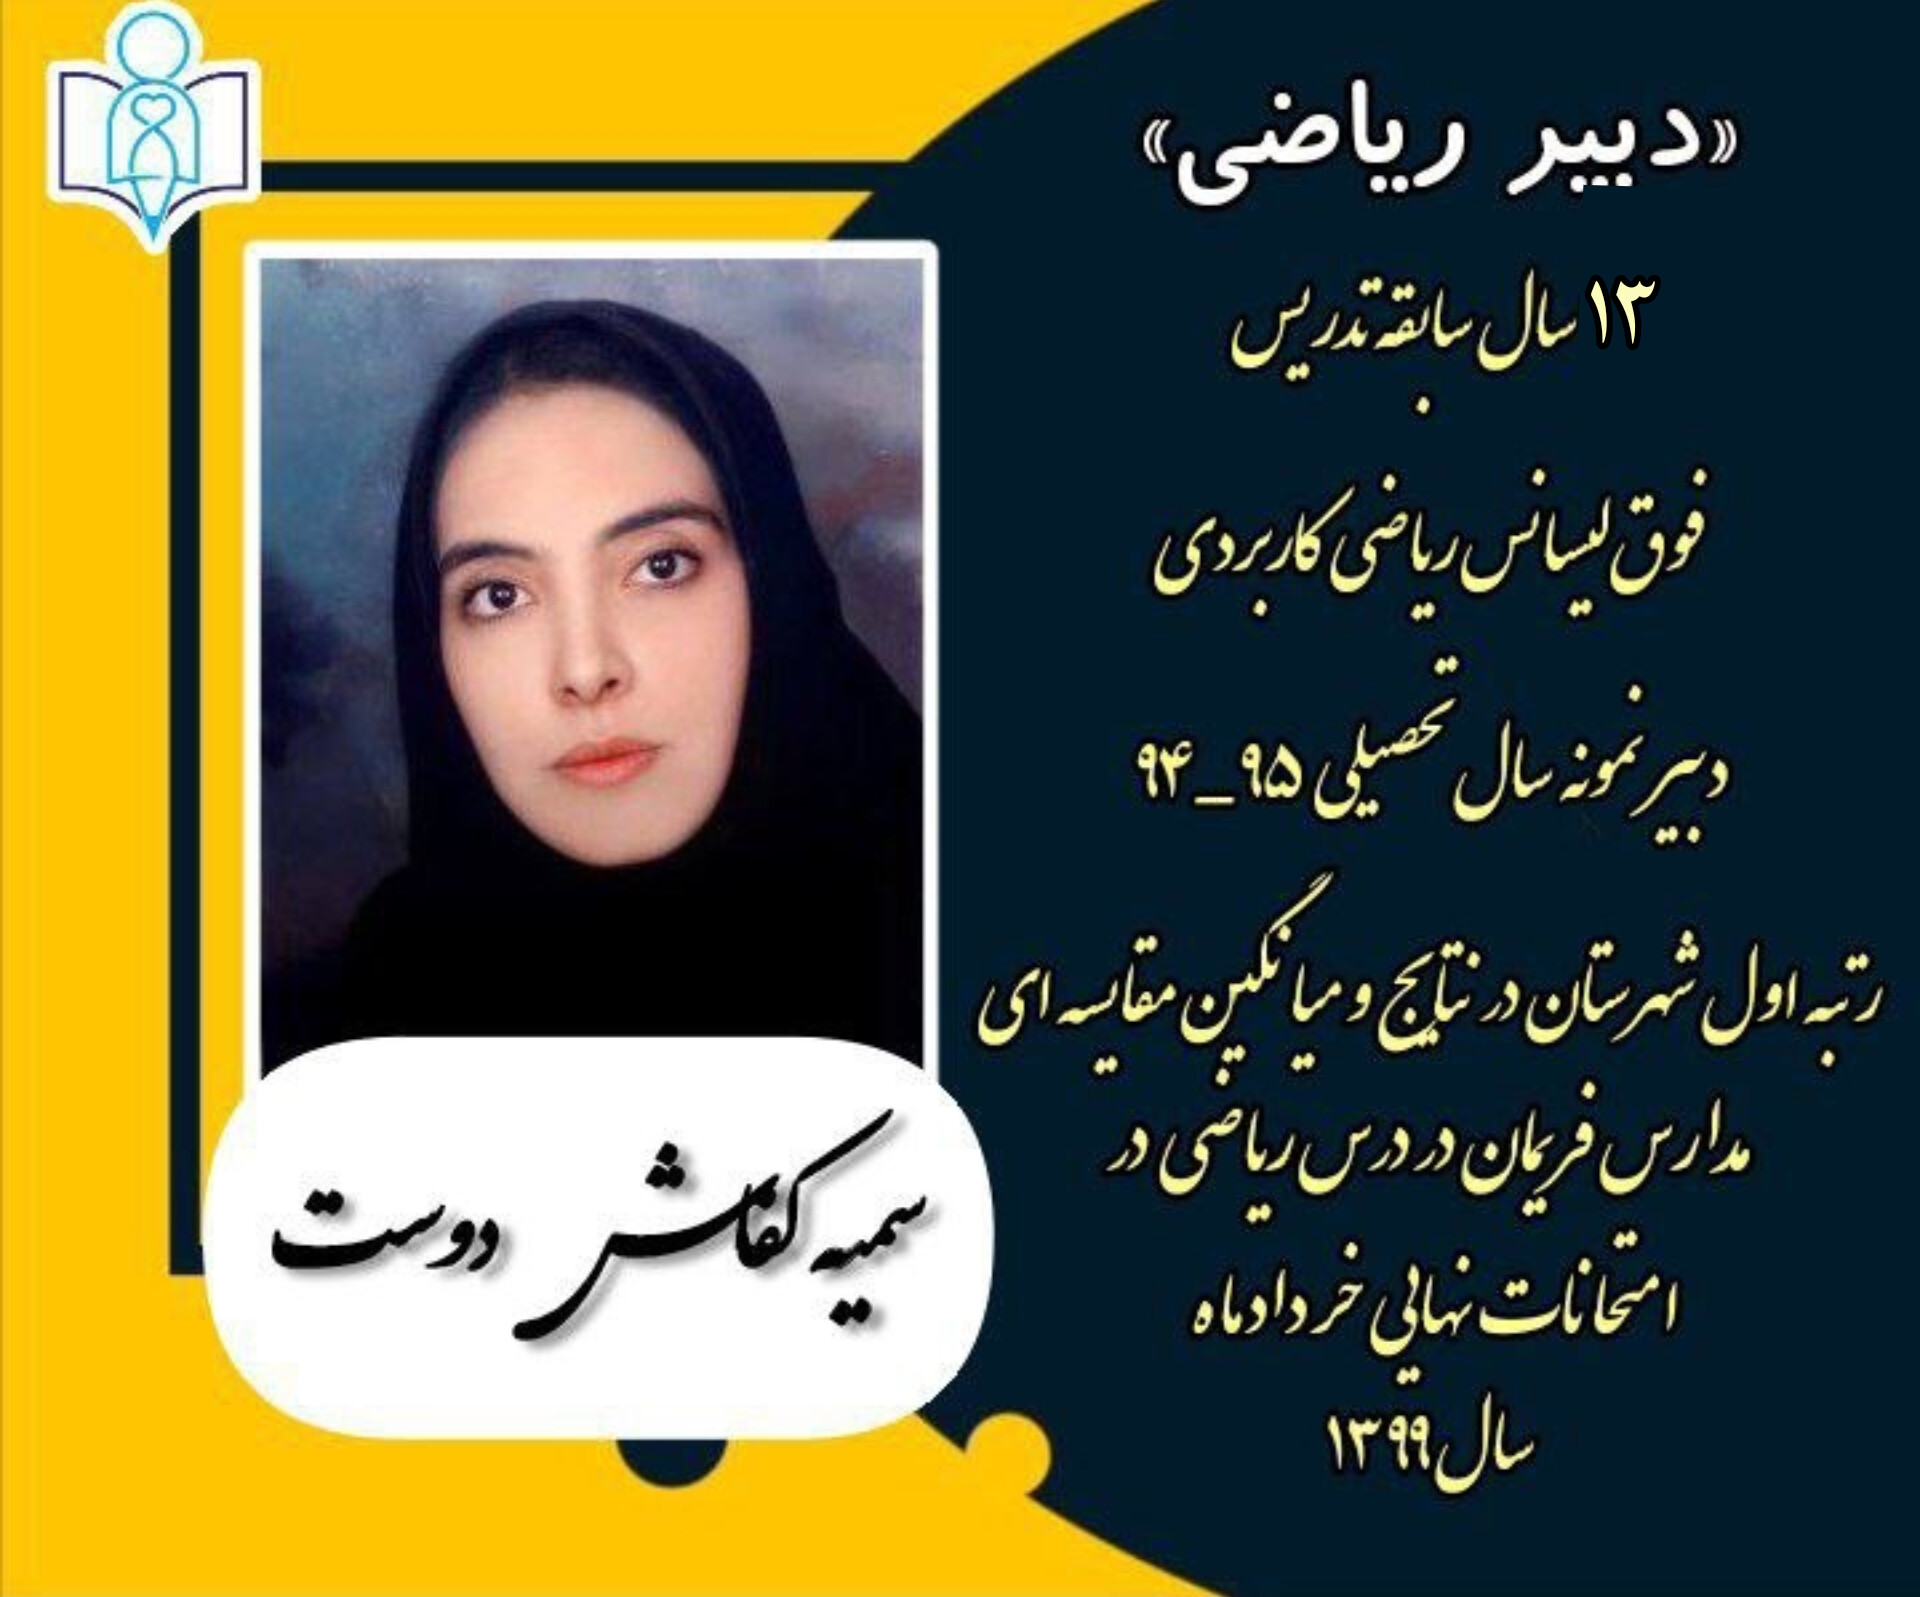 «دبیر ریاضی»
۱۳ سال سابقه تدریس
فوق لیسانس ریاضی کاربردی
دبیر نمونه سال تحصیلی ۹۵_۹۴
رتبه اول شهرستان در نتایج و میانگین مقایسه ای
مدارس فریمان در درس ریاضی در
امتحانات نهایی خردادماه
سال ۱۳۹۹
سمیه کفاش دوست